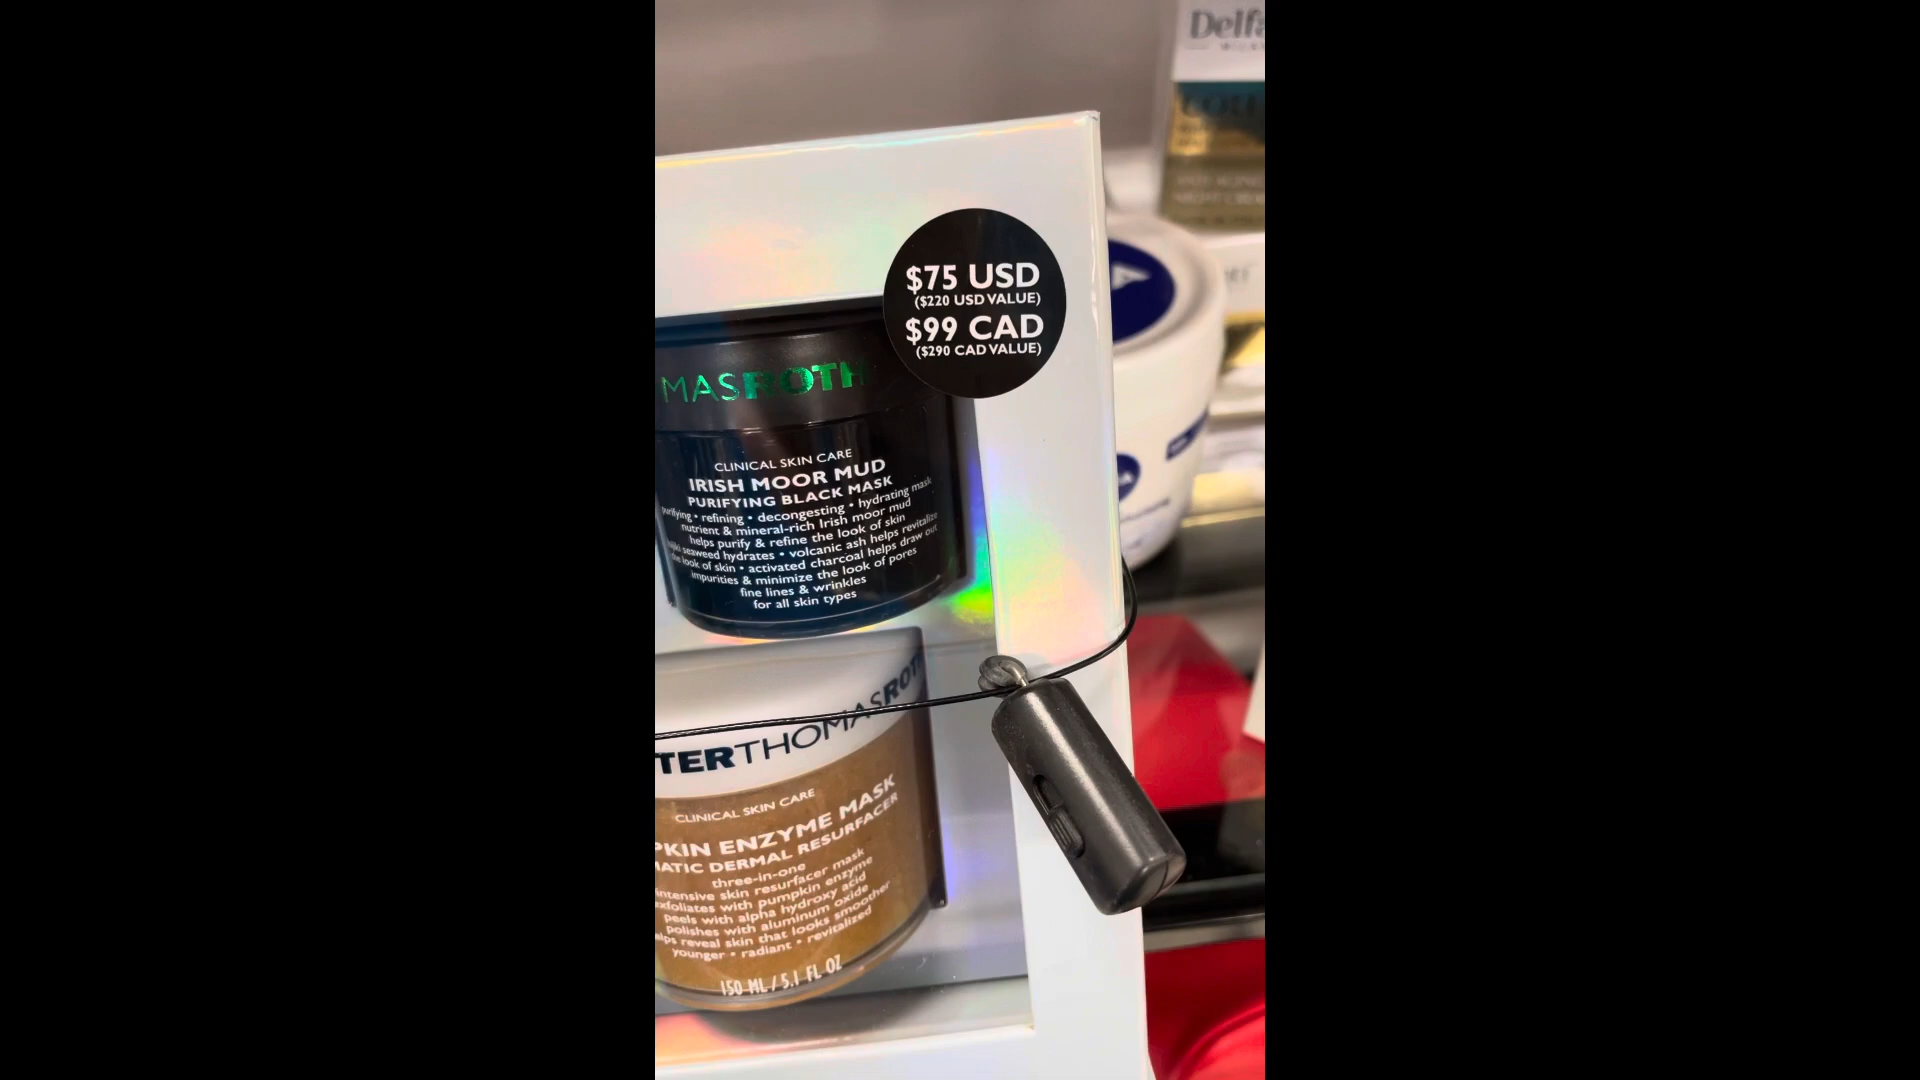 Delf
$75 USD
($220 USD VALUE)
$99 CAD
($290 CAD VALUE)
MASROTH
CLINICAL SKIN CARE
IRISH MOOR MUD
PURIFYING BLACK MASK
purifying • refining • decongesting • hydrating mask
nutrient & mineral-rich Irish moor mud
helps purify & refine the look of skin
seaweed hydrates • volcanic ash helps revitalize
the look of skin • activated charcoal helps draw out
impurities & minimize the look of pores
fine lines & wrinkles
for all skin types
TERTHOMASROT
CLINICAL SKIN CARE
PKIN ENZYME MASK
MATIC DERMAL RESURFACER
three-in-one
intensive skin resurfacer mask
exfoliates with pumpkin enzyme
peels with alpha hydroxy acid
polishes with aluminum oxide
elps reveal skin that looks smoother
younger • radiant • revitalized
150 ML / 5.1 FL OZ